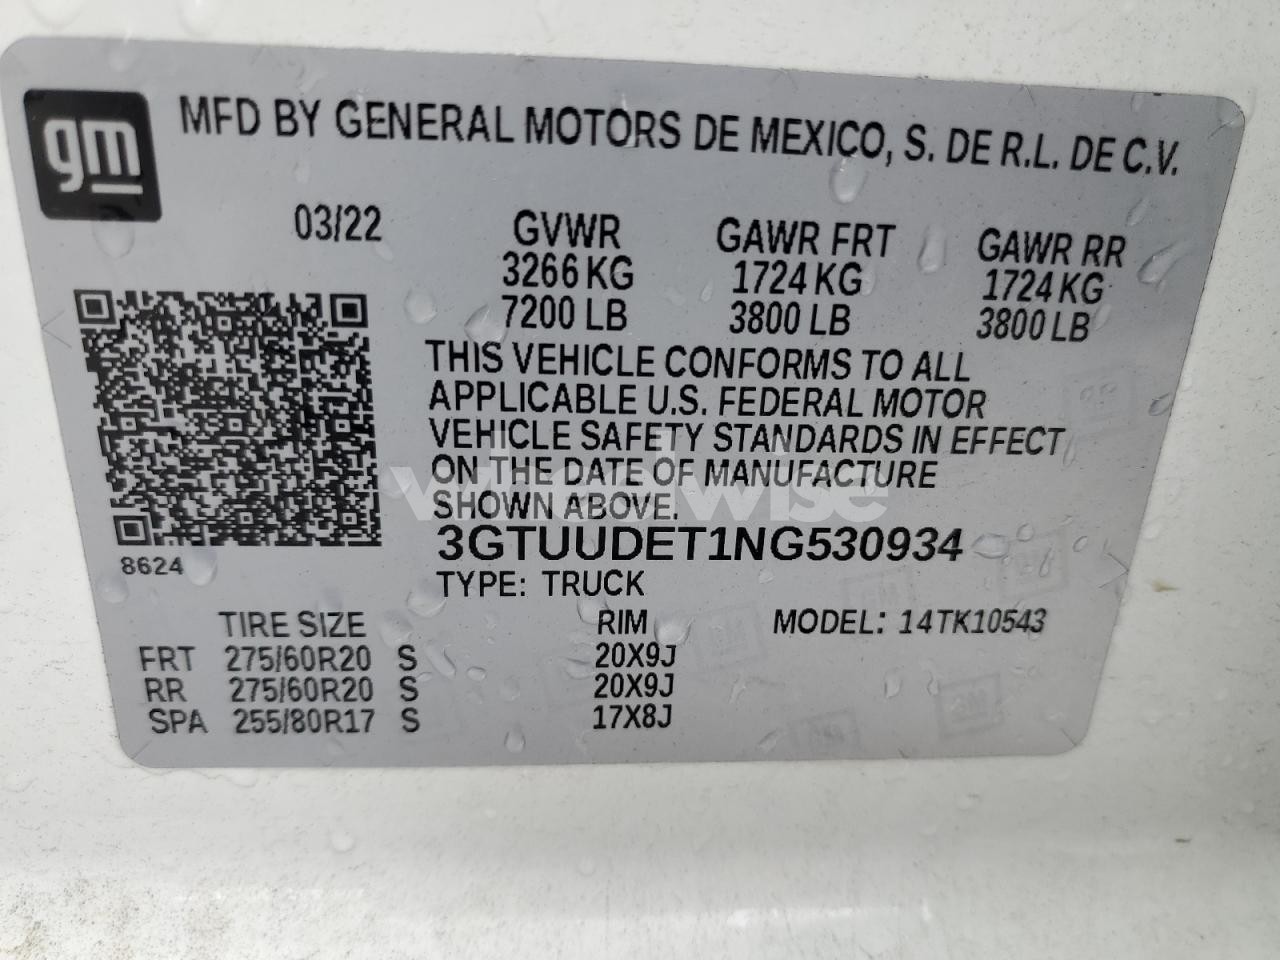 gm
MFD BY GENERAL MOTORS DE MEXICO, S. DE R.L. DE C.V.
03/22 GVWR GAWR FRT GAWR RR
3266 KG 1724 KG 1724 KG
7200 LB 3800 LB 3800 LB
THIS VEHICLE CONFORMS TO ALL
APPLICABLE U.S. FEDERAL MOTOR
VEHICLE SAFETY STANDARDS IN EFFECT
ON THE DATE OF MANUFACTURE
SHOWN ABOVE.
wheelwise
3GTUUDET1NG530934
8624
TYPE: TRUCK
TIRE SIZE RIM MODEL: 14TK10543
FRT 275/60R20 S 20X9J
RR 275/60R20 S 20X9J
SPA 255/80R17 S 17X8J